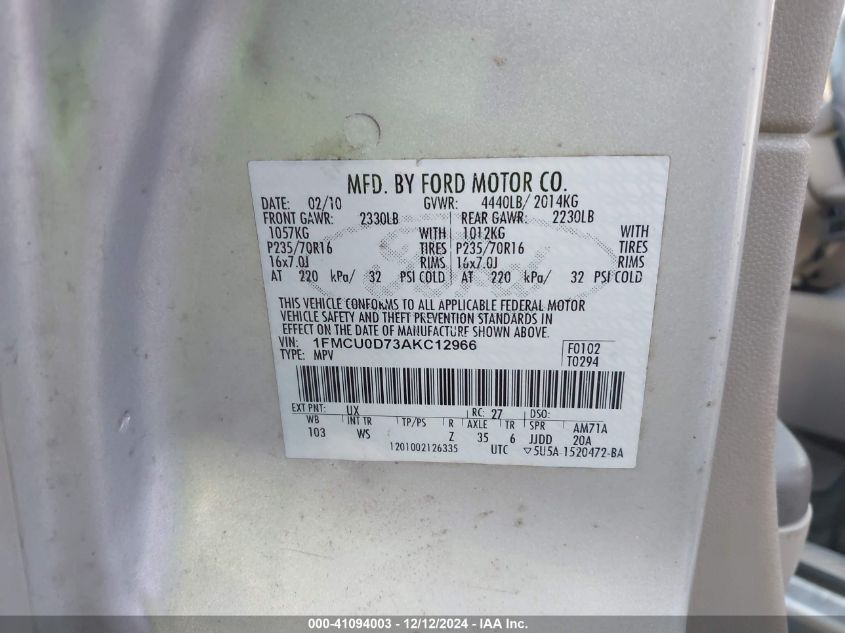 MFD. BY FORD MOTOR CO.
DATE: 02/10 GVWR: 4440LB/ 2014KG
FRONT GAWR: 2330LB REAR GAWR: 2230LB
1057KG WITH 1012KG WITH
P235/70R16 TIRES P235/70R16 TIRES
16x7.0J RIMS 16x7.0J RIMS
AT 220 kPa/ 32 PSI COLD AT 220 kPa/ 32 PSI COLD
THIS VEHICLE CONFORMS TO ALL APPLICABLE FEDERAL MOTOR
VEHICLE SAFETY AND THEFT PREVENTION STANDARDS IN
EFFECT ON THE DATE OF MANUFACTURE SHOWN ABOVE.
VIN: 1FMCU0D73AKC12966 F0102
TYPE: MPV T0294
EXT PNT: UX RC: 27 DSO:
WB INT TR TP/PS R AXLE TR SPR AM71A
103 WS Z 35 6 JJDD 20A
1201002126335 UTC ▽5U5A-1520472-BA
000-41094003 - 12/12/2024 - IAAI - Copyright © 2024 IAA, Inc.